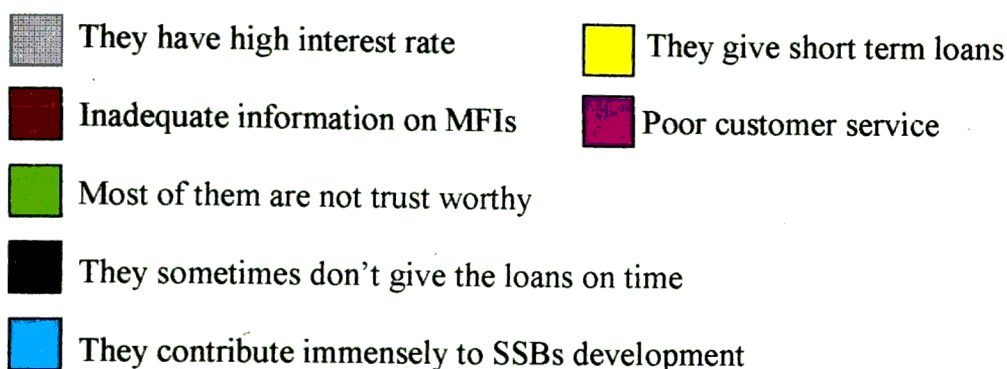 They have high interest rate
They give short term loans
Inadequate information on MFIs
Poor customer service
Most of them are not trust worthy
They sometimes don't give the loans on time
They contribute immensely to SSBs development